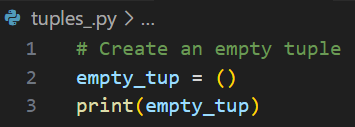 tuples_.py > ...
1 # Create an empty tuple
2 empty_tup = ()
3 print(empty_tup)